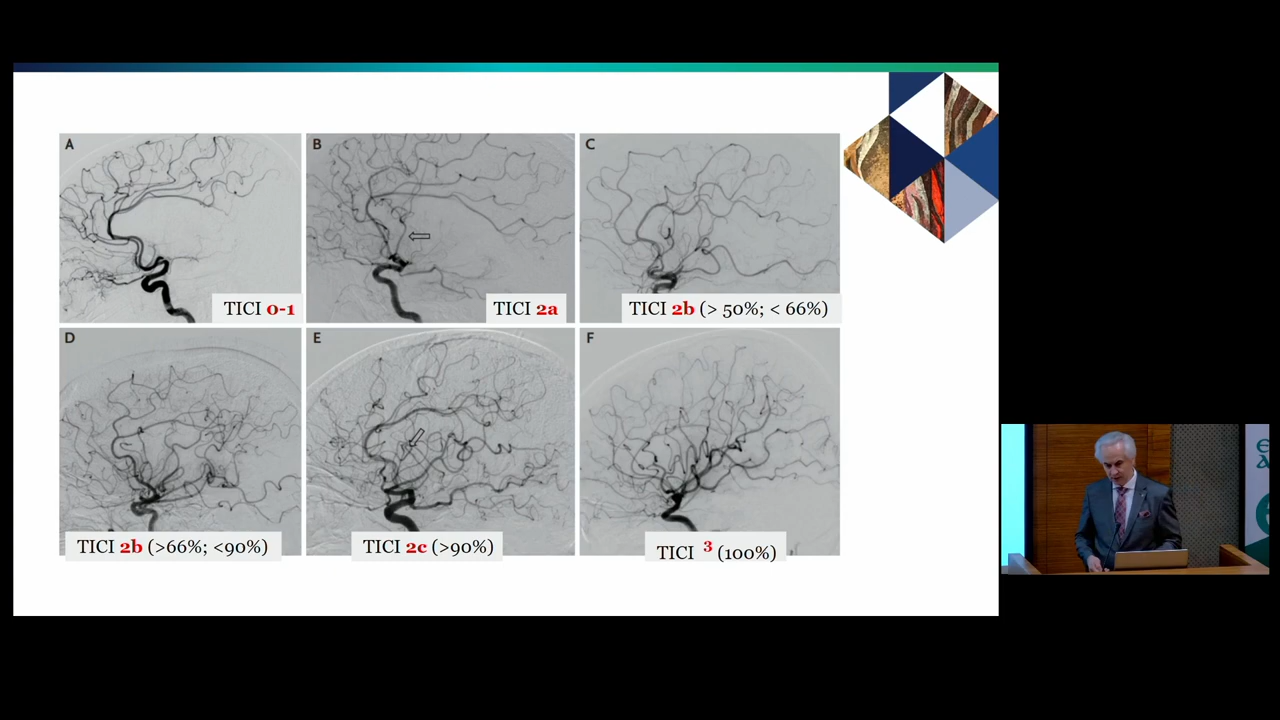 A
B
C
TICI 0-1
TICI 2a
TICI 2b (> 50%; < 66%)
D
E
F
TICI 2b (>66%; <90%)
TICI 2c (>90%)
TICI 3 (100%)